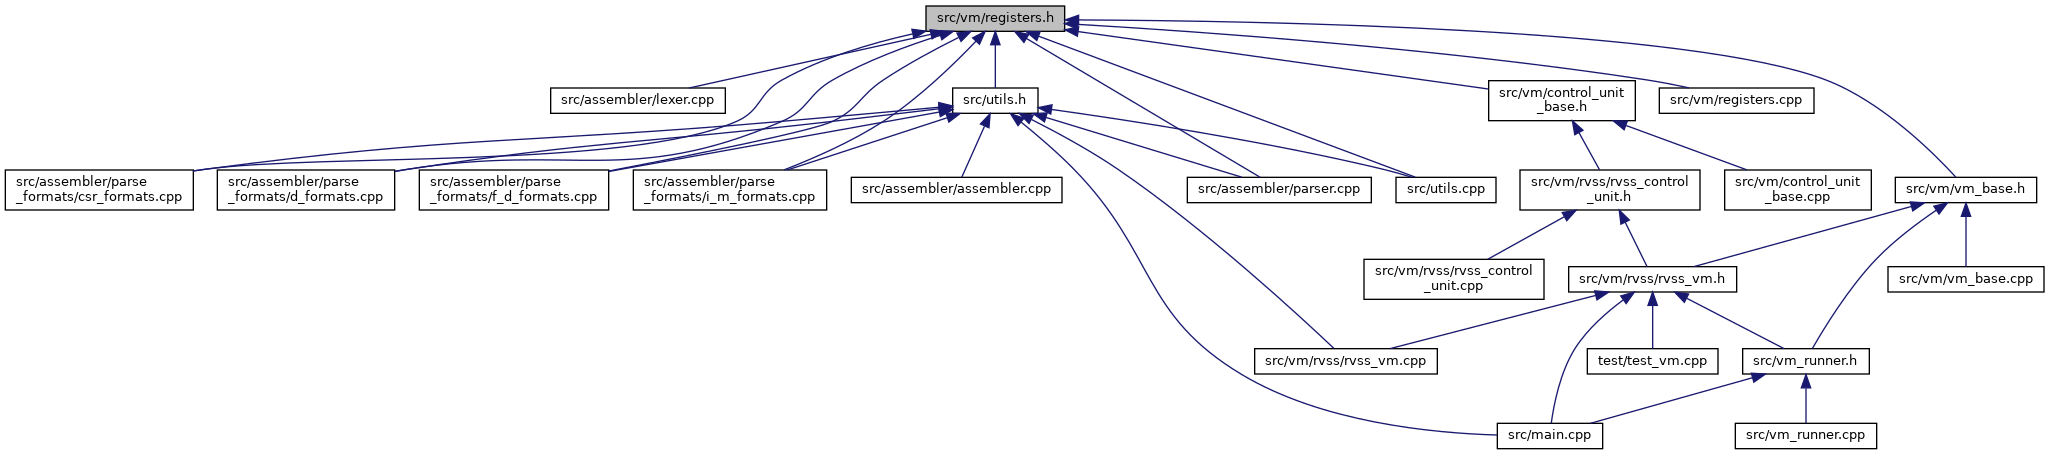 src/vm/registers.h
src/assembler/lexer.cpp
src/utils.h
src/vm/control_unit
_base.h
src/vm/registers.cpp
src/assembler/parse
_formats/csr_formats.cpp
src/assembler/parse
_formats/d_formats.cpp
src/assembler/parse
_formats/f_d_formats.cpp
src/assembler/parse
_formats/i_m_formats.cpp
src/assembler/assembler.cpp
src/assembler/parser.cpp
src/utils.cpp
src/vm/rvss/rvss_control
_unit.h
src/vm/control_unit
_base.cpp
src/vm/vm_base.h
src/vm/rvss/rvss_control
_unit.cpp
src/vm/rvss/rvss_vm.h
src/vm/vm_base.cpp
src/vm/rvss/rvss_vm.cpp
test/test_vm.cpp
src/vm_runner.h
src/main.cpp
src/vm_runner.cpp